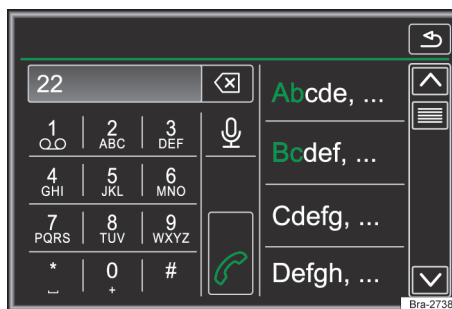 22
Abcde, ...
1
2 ABC
3 DEF
Bcdef, ...
4 GHI
5 JKL
6 MNO
7 PQRS
8 TUV
9 WXYZ
Cdefg, ...
*
0 +
#
Defgh, ...
Bra-2738